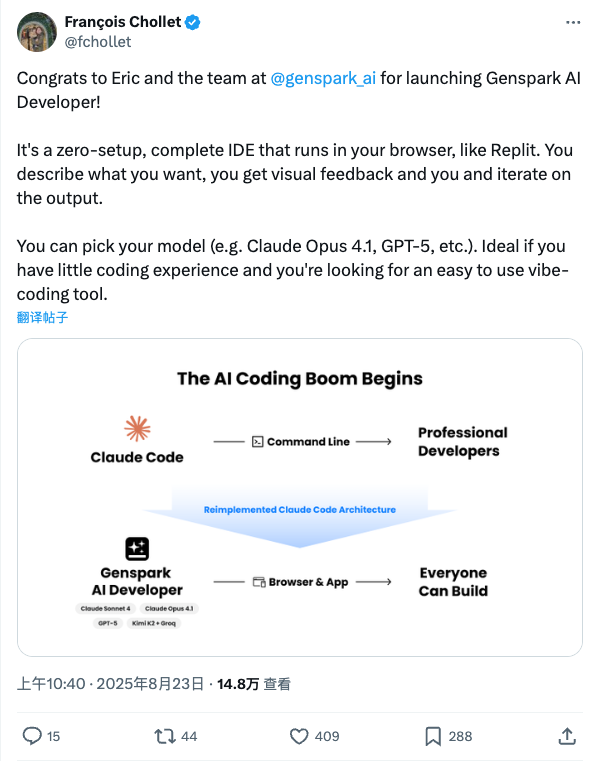 François Chollet
@fchollet
Congrats to Eric and the team at @genspark_ai for launching Genspark AI
Developer!
It's a zero-setup, complete IDE that runs in your browser, like Replit. You
describe what you want, you get visual feedback and you and iterate on
the output.
You can pick your model (e.g. Claude Opus 4.1, GPT-5, etc.). Ideal if you
have little coding experience and you're looking for an easy to use vibe-
coding tool.
翻译帖子
The AI Coding Boom Begins
Claude Code
Command Line
Professional
Developers
Reimplemented Claude Code Architecture
Genspark
AI Developer
Claude Sonnet 4 Claude Opus 4.1
GPT-5 Kimi K2 + Groq
Browser & App
Everyone
Can Build
上午10:40 · 2025年8月23日 · 14.8万 查看
15 44 409 288